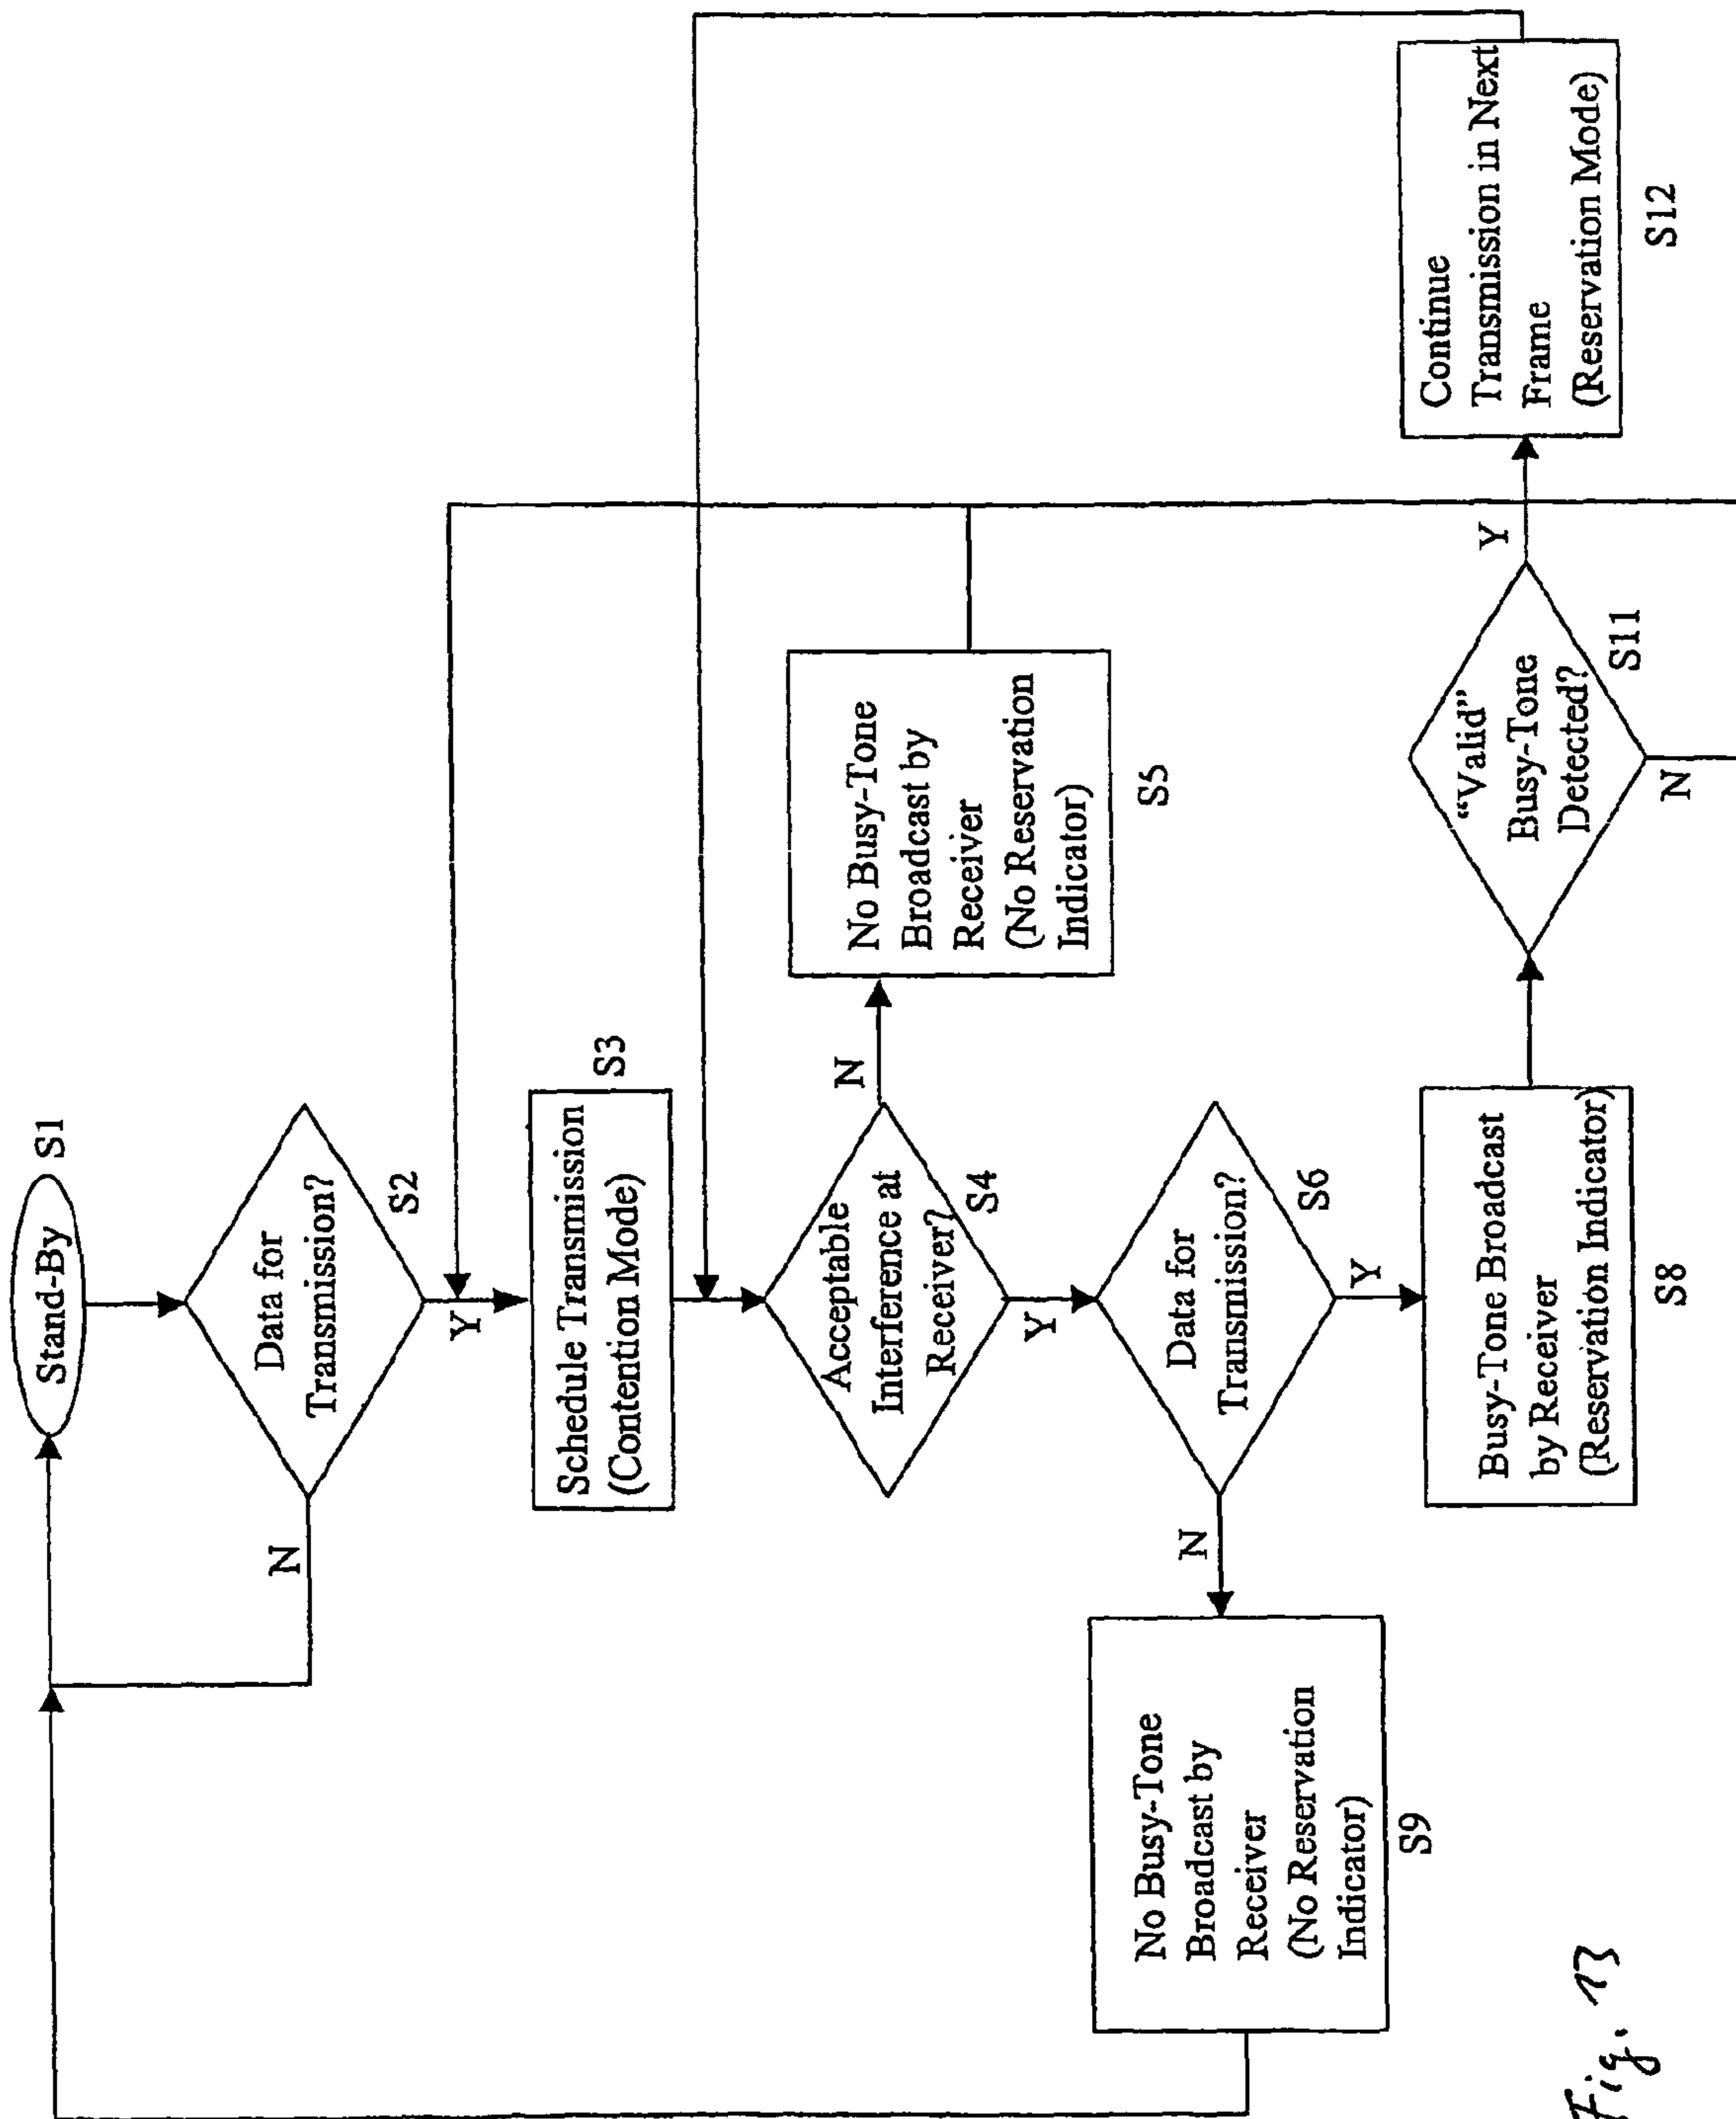 Stand-By
S1
Data for
Transmission?
S2
N
Y
Schedule Transmission
(Contention Mode)
S3
Acceptable
Interference at
Receiver?
S4
N
No Busy-Tone
Broadcast by
Receiver
(No Reservation
Indicator)
S5
Y
Data for
Transmission?
S6
N
No Busy-Tone
Broadcast by
Receiver
(No Reservation
Indicator)
S9
Y
Busy-Tone Broadcast
by Receiver
(Reservation Indicator)
S8
"Valid"
Busy-Tone
Detected?
S11
N
Y
Continue
Transmission in Next
Frame
(Reservation Mode)
S12
Fig. 13